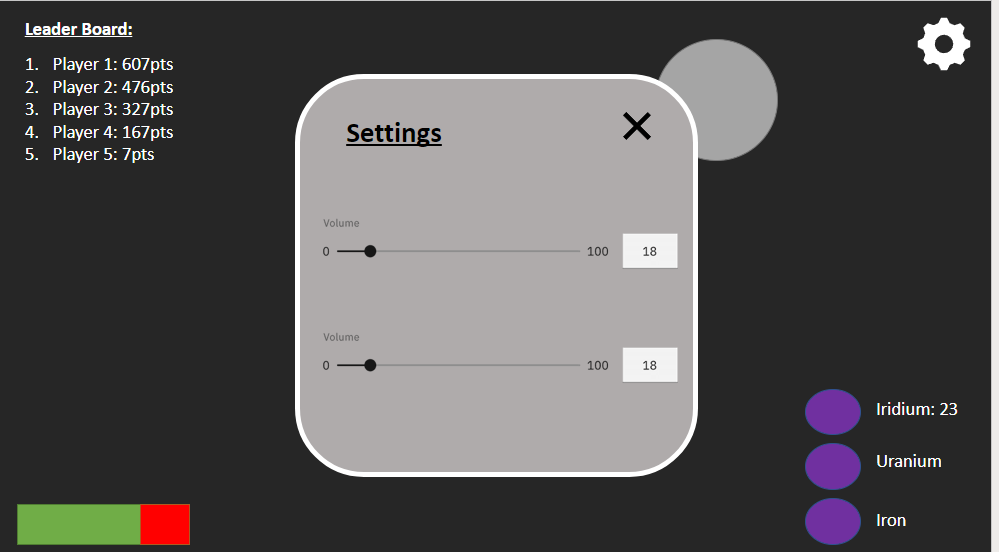 Leader Board:
1. Player 1: 607pts
2. Player 2: 476pts
3. Player 3: 327pts
4. Player 4: 167pts
5. Player 5: 7pts
Settings
Volume
0 100 18
Volume
0 100 18
Iridium: 23
Uranium
Iron